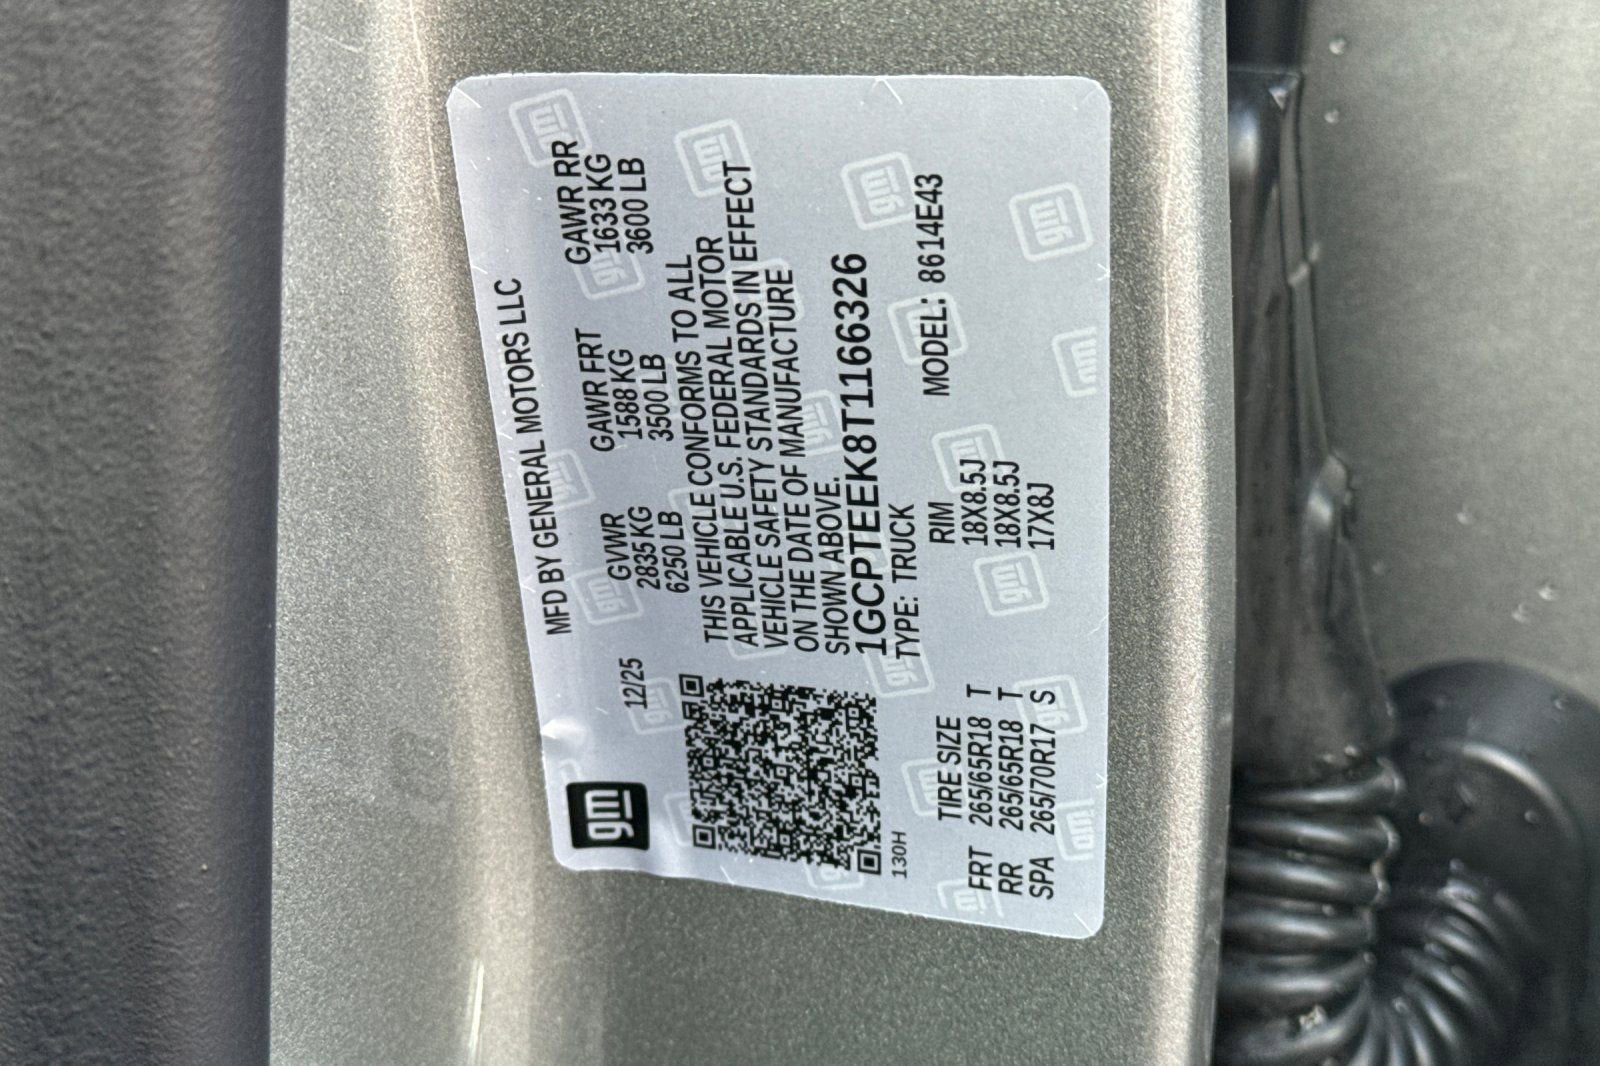 gm
MFD BY GENERAL MOTORS LLC
12/25
GVWR GAWR FRT GAWR RR
2835 KG 1588 KG 1633 KG
6250 LB 3500 LB 3600 LB
THIS VEHICLE CONFORMS TO ALL
APPLICABLE U.S. FEDERAL MOTOR
VEHICLE SAFETY STANDARDS IN EFFECT
ON THE DATE OF MANUFACTURE
SHOWN ABOVE.
1GCPTEEK8T1166326
TYPE: TRUCK MODEL: 8614E43
130H
TIRE SIZE RIM
FRT 265/65R18 T 18X8.5J
RR 265/65R18 T 18X8.5J
SPA 265/70R17 S 17X8J